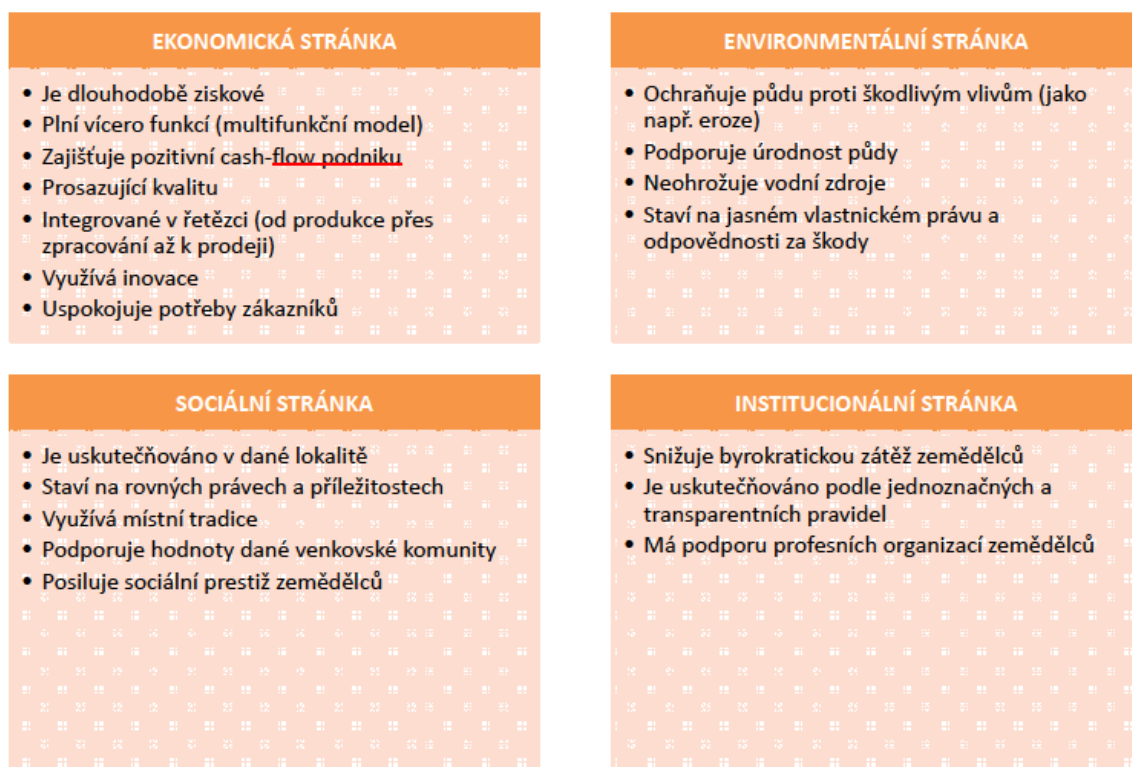 EKONOMICKÁ STRÁNKA
• Je dlouhodobě ziskové
• Plní vícero funkcí (multifunkční model)
• Zajišťuje pozitivní cash-flow podniku
• Prosazující kvalitu
• Integrované v řetězci (od produkce přes
zpracování až k prodeji)
• Využívá inovace
• Uspokojuje potřeby zákazníků
ENVIRONMENTÁLNÍ STRÁNKA
• Ochraňuje půdu proti škodlivým vlivům (jako
např. eroze)
• Podporuje úrodnost půdy
• Neohrožuje vodní zdroje
• Staví na jasném vlastnickém právu a
odpovědnosti za škody
SOCIÁLNÍ STRÁNKA
• Je uskutečňováno v dané lokalitě
• Staví na rovných právech a příležitostech
• Využívá místní tradice
• Podporuje hodnoty dané venkovské komunity
• Posiluje sociální prestiž zemědělců
INSTITUCIONÁLNÍ STRÁNKA
• Snižuje byrokratickou zátěž zemědělců
• Je uskutečňováno podle jednoznačných a
transparentních pravidel
• Má podporu profesních organizací zemědělců